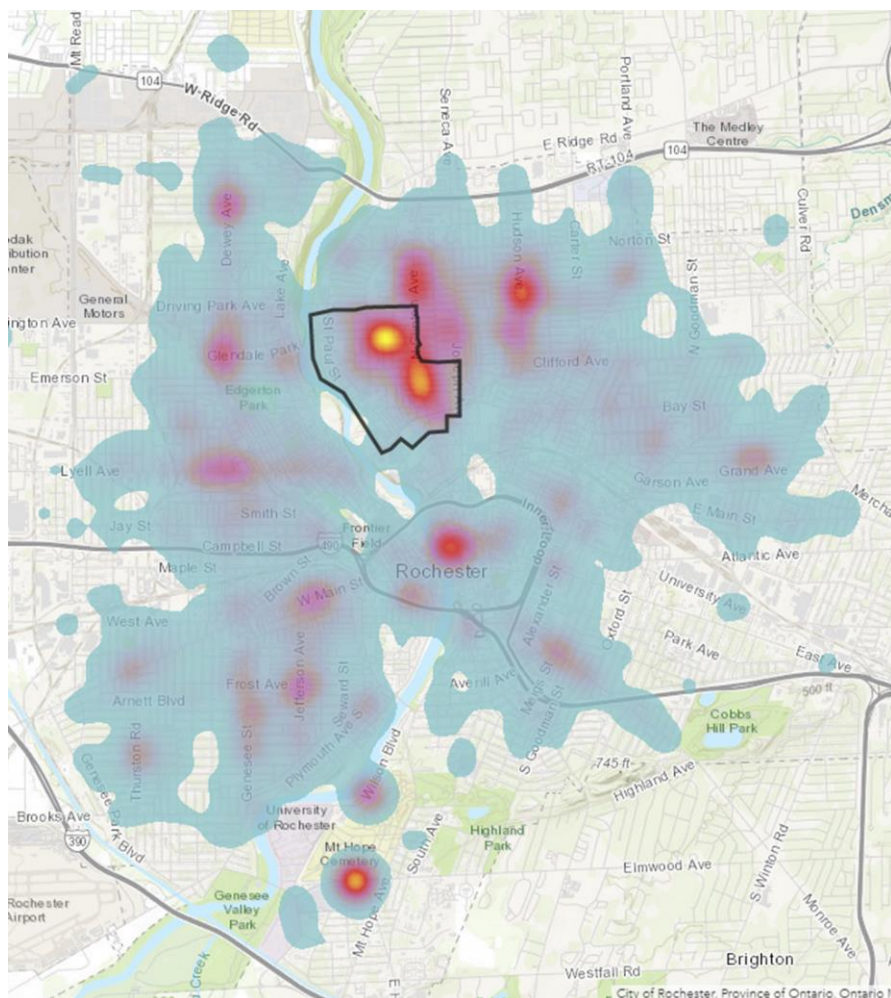 Mt Read
104
W Ridge Rd
Seneca Ave
Portland Ave
E Ridge Rd
RT-104
104
The Medley
Centre
Culver Rd
Dewey Ave
Hudson Ave
Carter St
Norton St
Lake Ave
N Goodman St
General
Motors
Driving Park Ave
Ave
St Paul St
Glendale Park
Clifford Ave
Emerson St
Edgerton
Park
Bay St
Lyell Ave
Grand Ave
Garson Ave
Smith St
E Main St
Jay St
Frontier
Field
Inner Loop
490
Campbell St
Maple St
Rochester
Atlantic Ave
Brown St
W Main St
Alexander St
University Ave
West Ave
Oxford St
Park Ave
East Ave
Frost Ave
Jefferson Ave
Seward St
Averill Ave
Meigs St
500 ft
Arnett Blvd
S Goodman St
Cobbs
Hill Park
Thurston Rd
Genesee St
Plymouth Ave S
Wilson Blvd
745 ft
Highland Ave
Genesee Park Blvd
Brooks Ave
390
University
of Rochester
South Ave
Highland
Park
S Winton Rd
Mt Hope
Cemetery
Elmwood Ave
Rochester
Airport
Genesee
Valley
Park
Mt Hope Ave
Monroe Ave
Brighton
Westfall Rd
City of Rochester, Province of Ontario, Ontario